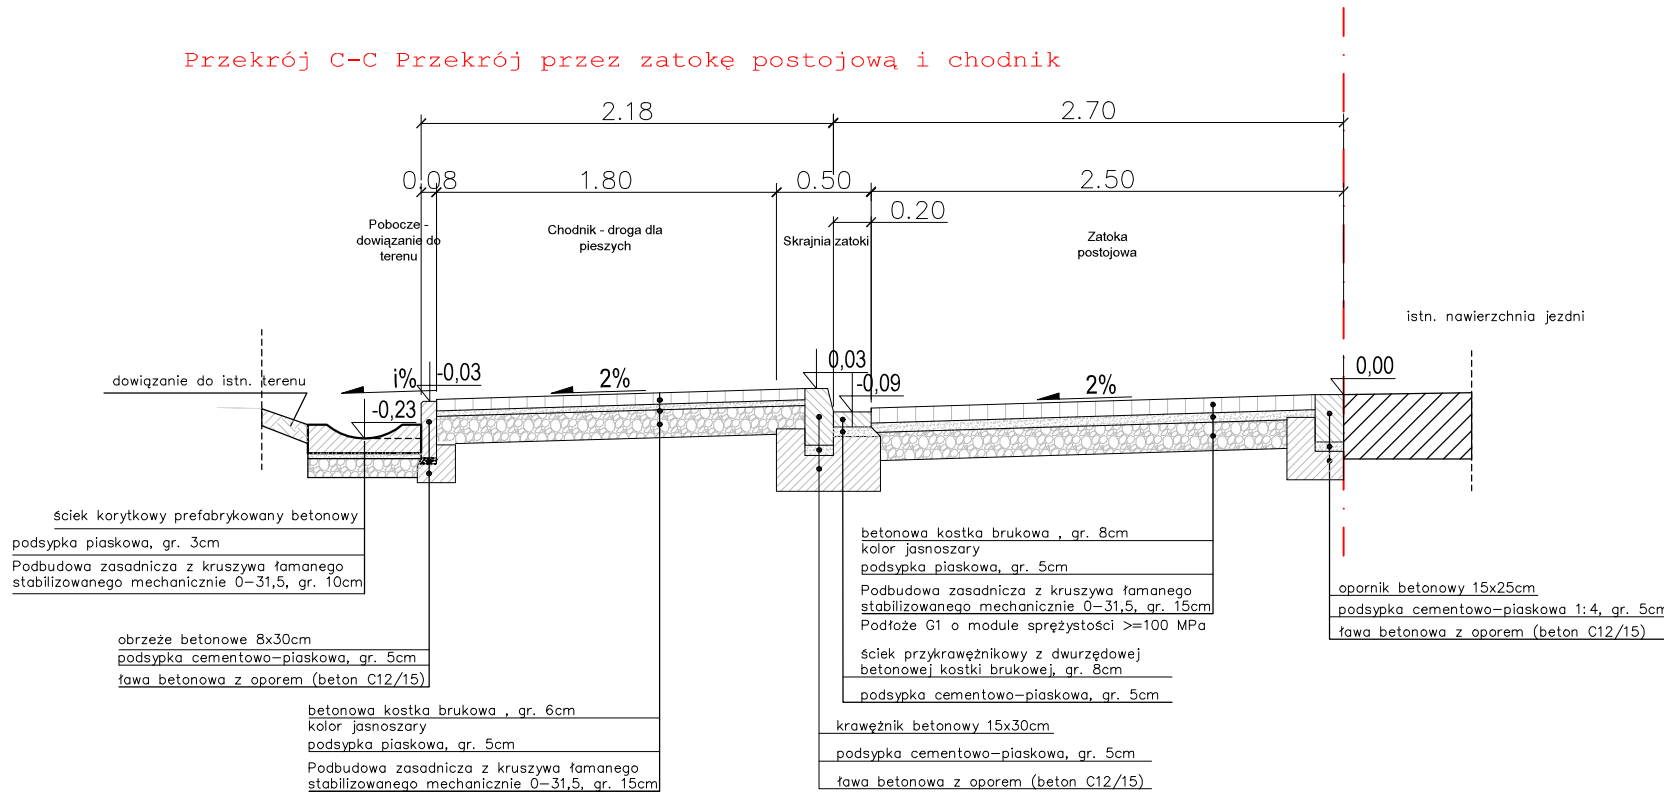 Przekrój C-C Przekrój przez zatokę postojową i chodnik
2.18
2.70
0.08
1.80
0.50
2.50
0.20
Pobocze -
dowiązanie do
terenu
Chodnik - droga dla
pieszych
Skrajnia zatoki
Zatoka
postojowa
istn. nawierzchnia jezdni
dowiązanie do istn. terenu
i%
-0,03
-0,23
2%
0,03
-0,09
2%
0,00
ściek korytkowy prefabrykowany betonowy
podsypka piaskowa, gr. 3cm
Podbudowa zasadnicza z kruszywa łamanego
stabilizowanego mechanicznie 0-31,5, gr. 10cm
obrzeże betonowe 8x30cm
podsypka cementowo-piaskowa, gr. 5cm
ława betonowa z oporem (beton C12/15)
betonowa kostka brukowa , gr. 6cm
kolor jasnoszary
podsypka piaskowa, gr. 5cm
Podbudowa zasadnicza z kruszywa łamanego
stabilizowanego mechanicznie 0-31,5, gr. 15cm
betonowa kostka brukowa , gr. 8cm
kolor jasnoszary
podsypka piaskowa, gr. 5cm
Podbudowa zasadnicza z kruszywa łamanego
stabilizowanego mechanicznie 0-31,5, gr. 15cm
Podłoże G1 o module sprężystości >=100 MPa
ściek przykrawężnikowy z dwurzędowej
betonowej kostki brukowej, gr. 8cm
podsypka cementowo-piaskowa, gr. 5cm
krawężnik betonowy 15x30cm
podsypka cementowo-piaskowa, gr. 5cm
ława betonowa z oporem (beton C12/15)
opornik betonowy 15x25cm
podsypka cementowo-piaskowa 1:4, gr. 5cm
ława betonowa z oporem (beton C12/15)